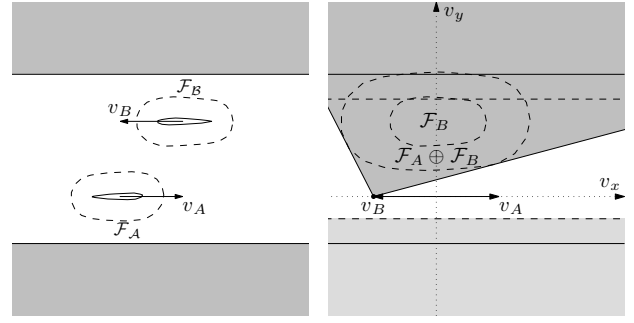 𝓕_𝓑
v_B
v_A
𝓕_𝓐
v_y
𝓕_B
𝓕_A ⊕ 𝓕_B
v_x
v_B
v_A